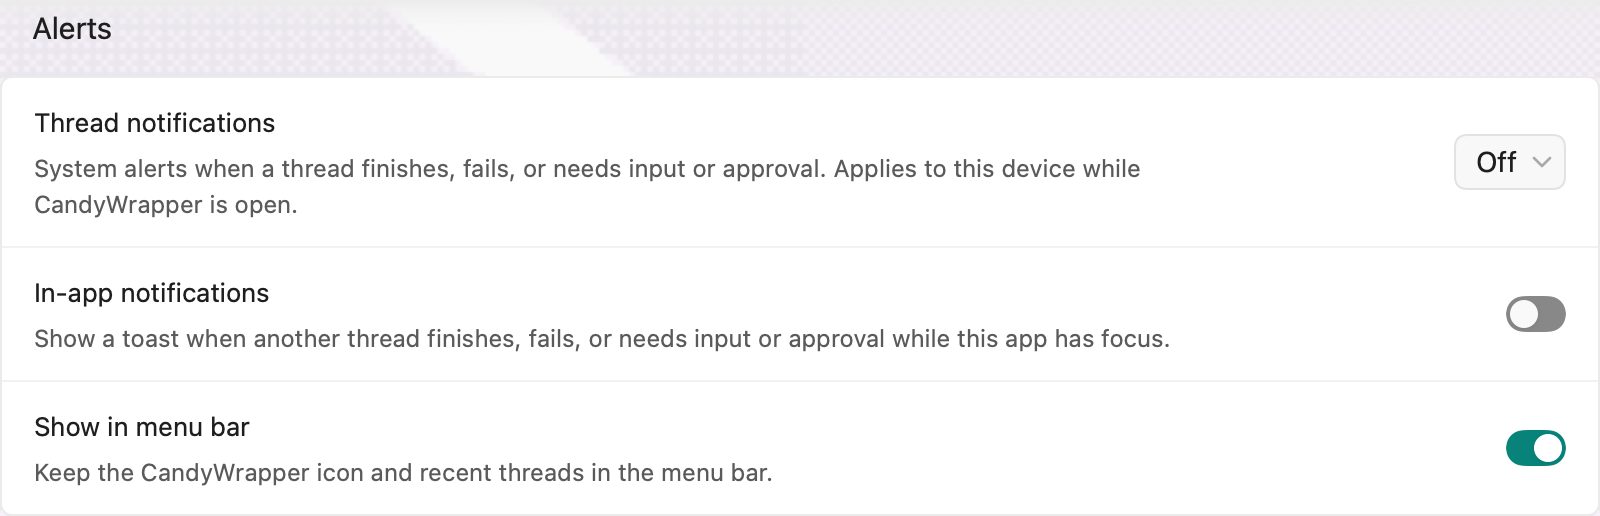 Alerts
Thread notifications
System alerts when a thread finishes, fails, or needs input or approval. Applies to this device while
CandyWrapper is open.
Off
In-app notifications
Show a toast when another thread finishes, fails, or needs input or approval while this app has focus.
Show in menu bar
Keep the CandyWrapper icon and recent threads in the menu bar.